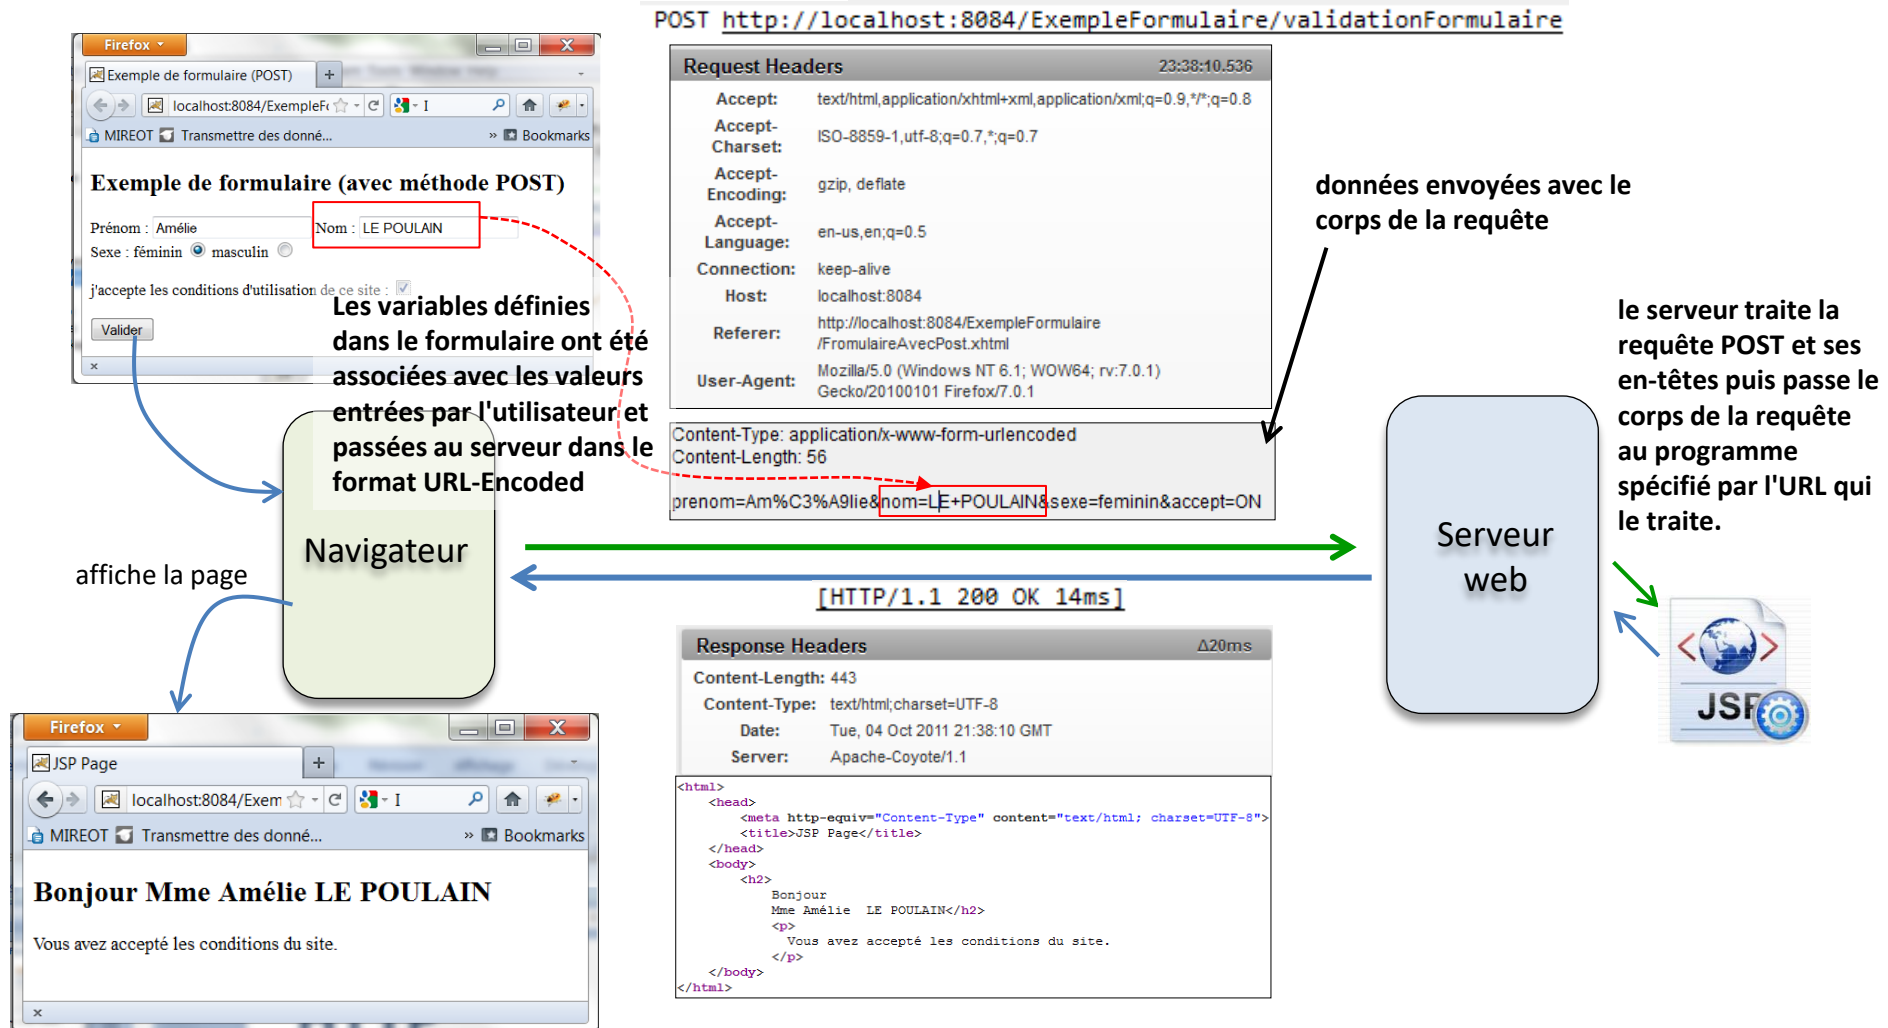 POST http://localhost:8084/ExempleFormulaire/validationFormulaire
Firefox
Exemple de formulaire (POST)
localhost:8084/ExempleFo
I
MIREOT Transmettre des donné... » Bookmarks
Exemple de formulaire (avec méthode POST)
Prénom : Amélie Nom : LE POULAIN
Sexe : féminin masculin
j'accepte les conditions d'utilisation de ce site :
Valider
x
Les variables définies
dans le formulaire ont été
associées avec les valeurs
entrées par l'utilisateur et
passées au serveur dans le
format URL-Encoded
Request Headers 23:38:10.536
Accept: text/html,application/xhtml+xml,application/xml;q=0.9,*/*;q=0.8
Accept-
Charset: ISO-8859-1,utf-8;q=0.7,*;q=0.7
Accept-
Encoding: gzip, deflate
Accept-
Language: en-us,en;q=0.5
Connection: keep-alive
Host: localhost:8084
Referer: http://localhost:8084/ExempleFormulaire
/FromulaireAvecPost.xhtml
User-Agent: Mozilla/5.0 (Windows NT 6.1; WOW64; rv:7.0.1)
Gecko/20100101 Firefox/7.0.1
Content-Type: application/x-www-form-urlencoded
Content-Length: 56
prenom=Am%C3%A9lie&nom=LE+POULAIN&sexe=feminin&accept=ON
données envoyées avec le
corps de la requête
le serveur traite la
requête POST et ses
en-têtes puis passe le
corps de la requête
au programme
spécifié par l'URL qui
le traite.
Navigateur
Serveur
web
affiche la page
[HTTP/1.1 200 OK 14ms]
Response Headers Δ20ms
Content-Length: 443
Content-Type: text/html;charset=UTF-8
Date: Tue, 04 Oct 2011 21:38:10 GMT
Server: Apache-Coyote/1.1
<html>
<head>
<meta http-equiv="Content-Type" content="text/html; charset=UTF-8">
<title>JSP Page</title>
</head>
<body>
<h2>
Bonjour
Mme Amélie  LE POULAIN</h2>
<p>
Vous avez accepté les conditions du site.
</p>
</body>
</html>
JSP
Firefox
JSP Page
localhost:8084/Exem
I
MIREOT Transmettre des donné... » Bookmarks
Bonjour Mme Amélie LE POULAIN
Vous avez accepté les conditions du site.
x